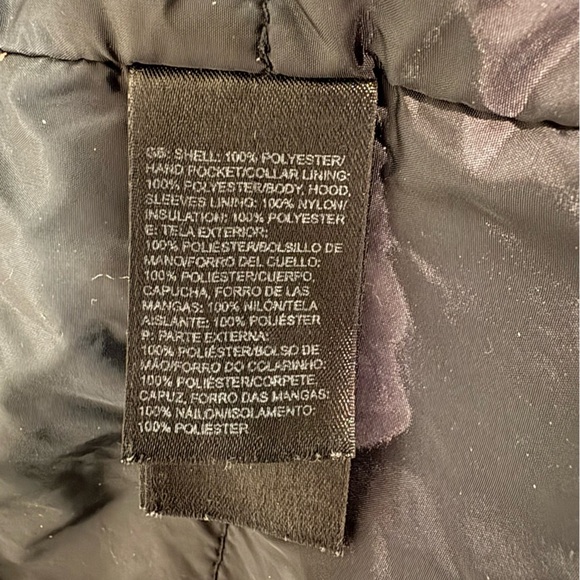 GB: SHELL: 100% POLYESTER/
HAND POCKET/COLLAR LINING:
100% POLYESTER/BODY, HOOD,
SLEEVES LINING: 100% NYLON/
INSULATION: 100% POLYESTER
E: TELA EXTERIOR:
100% POLIÉSTER/BOLSILLO DE
MANO/FORRO DEL CUELLO:
100% POLIÉSTER/CUERPO,
CAPUCHA, FORRO DE LAS
MANGAS: 100% NILÓN/TELA
AISLANTE: 100% POLIÉSTER
P: PARTE EXTERNA:
100% POLIÉSTER/BOLSO DE
MÃO/FORRO DO COLARINHO:
100% POLIÉSTER/CORPETE,
CAPUZ, FORRO DAS MANGAS:
100% NÁILON/ISOLAMENTO:
100% POLIÉSTER